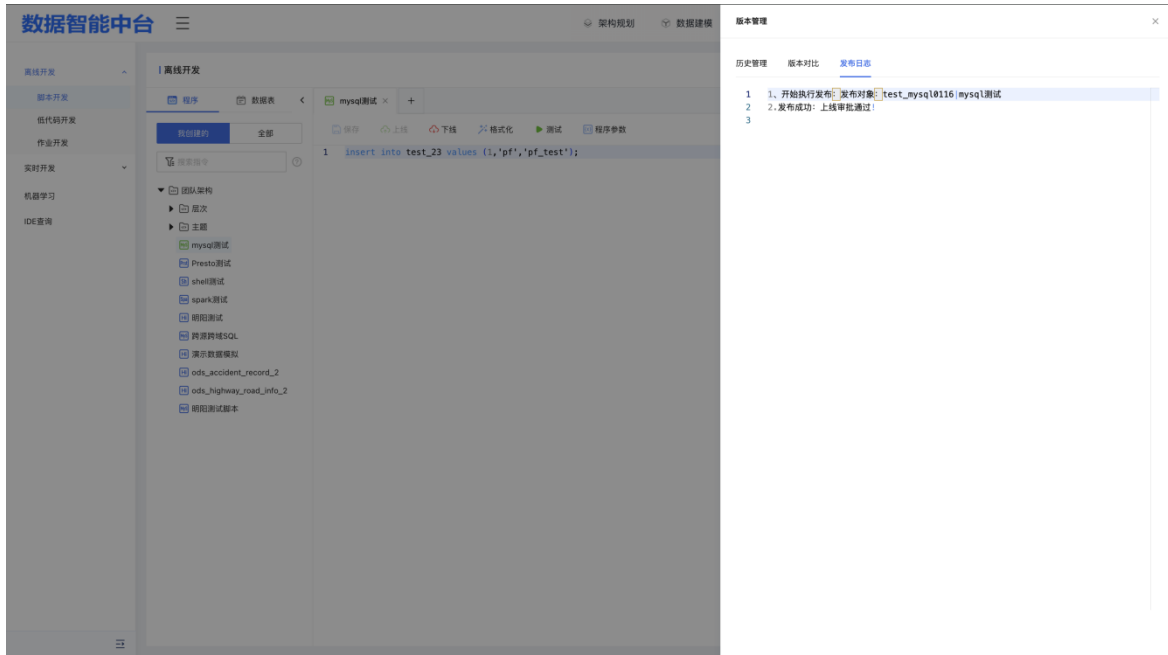 数据智能中台
架构规划
数据建模
离线开发
脚本开发
低代码开发
作业开发
实时开发
机器学习
IDE查询
离线开发
程序
数据表
mysql测试
我创建的
全部
搜索指令
团队架构
层次
主题
mysql测试
Presto测试
shell测试
spark测试
明阳测试
跨源跨域SQL
演示数据模拟
ods_accident_record_2
ods_highway_road_info_2
明阳测试脚本
保存 上线 下线 格式化 测试 程序参数
1 insert into test_23 values (1,'pf','pf_test');
版本管理
历史管理 版本对比 发布日志
1 1、开始执行发布：发布对象：test_mysql0116|mysql测试
2 2.发布成功：上线审批通过!
3